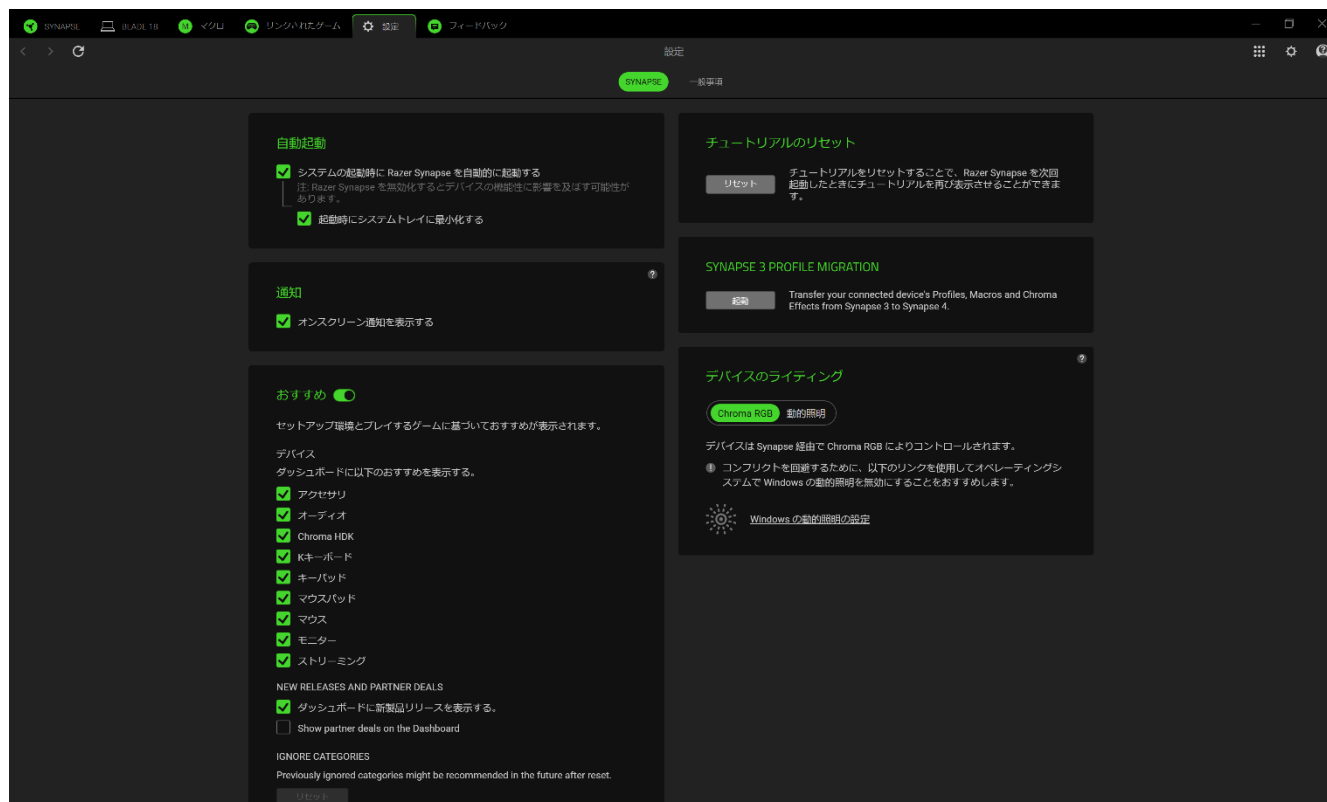 SYNAPSE
BLADE 18
マクロ
リンクされたゲーム
設定
フィードバック
設定
SYNAPSE
一般事項
自動起動
システムの起動時に Razer Synapse を自動的に起動する
注: Razer Synapse を無効化するとデバイスの機能性に影響を及ぼす可能性が
あります。
起動時にシステムトレイに最小化する
通知
オンスクリーン通知を表示する
おすすめ
セットアップ環境とプレイするゲームに基づいておすすめが表示されます。
デバイス
ダッシュボードに以下のおすすめを表示する。
アクセサリ
オーディオ
Chroma HDK
Kキーボード
キーパッド
マウスパッド
マウス
モニター
ストリーミング
NEW RELEASES AND PARTNER DEALS
ダッシュボードに新製品リリースを表示する。
Show partner deals on the Dashboard
IGNORE CATEGORIES
Previously ignored categories might be recommended in the future after reset.
リセット
チュートリアルのリセット
リセット
チュートリアルをリセットすることで、Razer Synapse を次回
起動したときにチュートリアルを再び表示させることができま
す。
SYNAPSE 3 PROFILE MIGRATION
起動
Transfer your connected device's Profiles, Macros and Chroma
Effects from Synapse 3 to Synapse 4.
デバイスのライティング
Chroma RGB
動的照明
デバイスは Synapse 経由で Chroma RGB によりコントロールされます。
コンフリクトを回避するために、以下のリンクを使用してオペレーティングシ
ステムで Windows の動的照明を無効にすることをおすすめします。
Windows の動的照明の設定